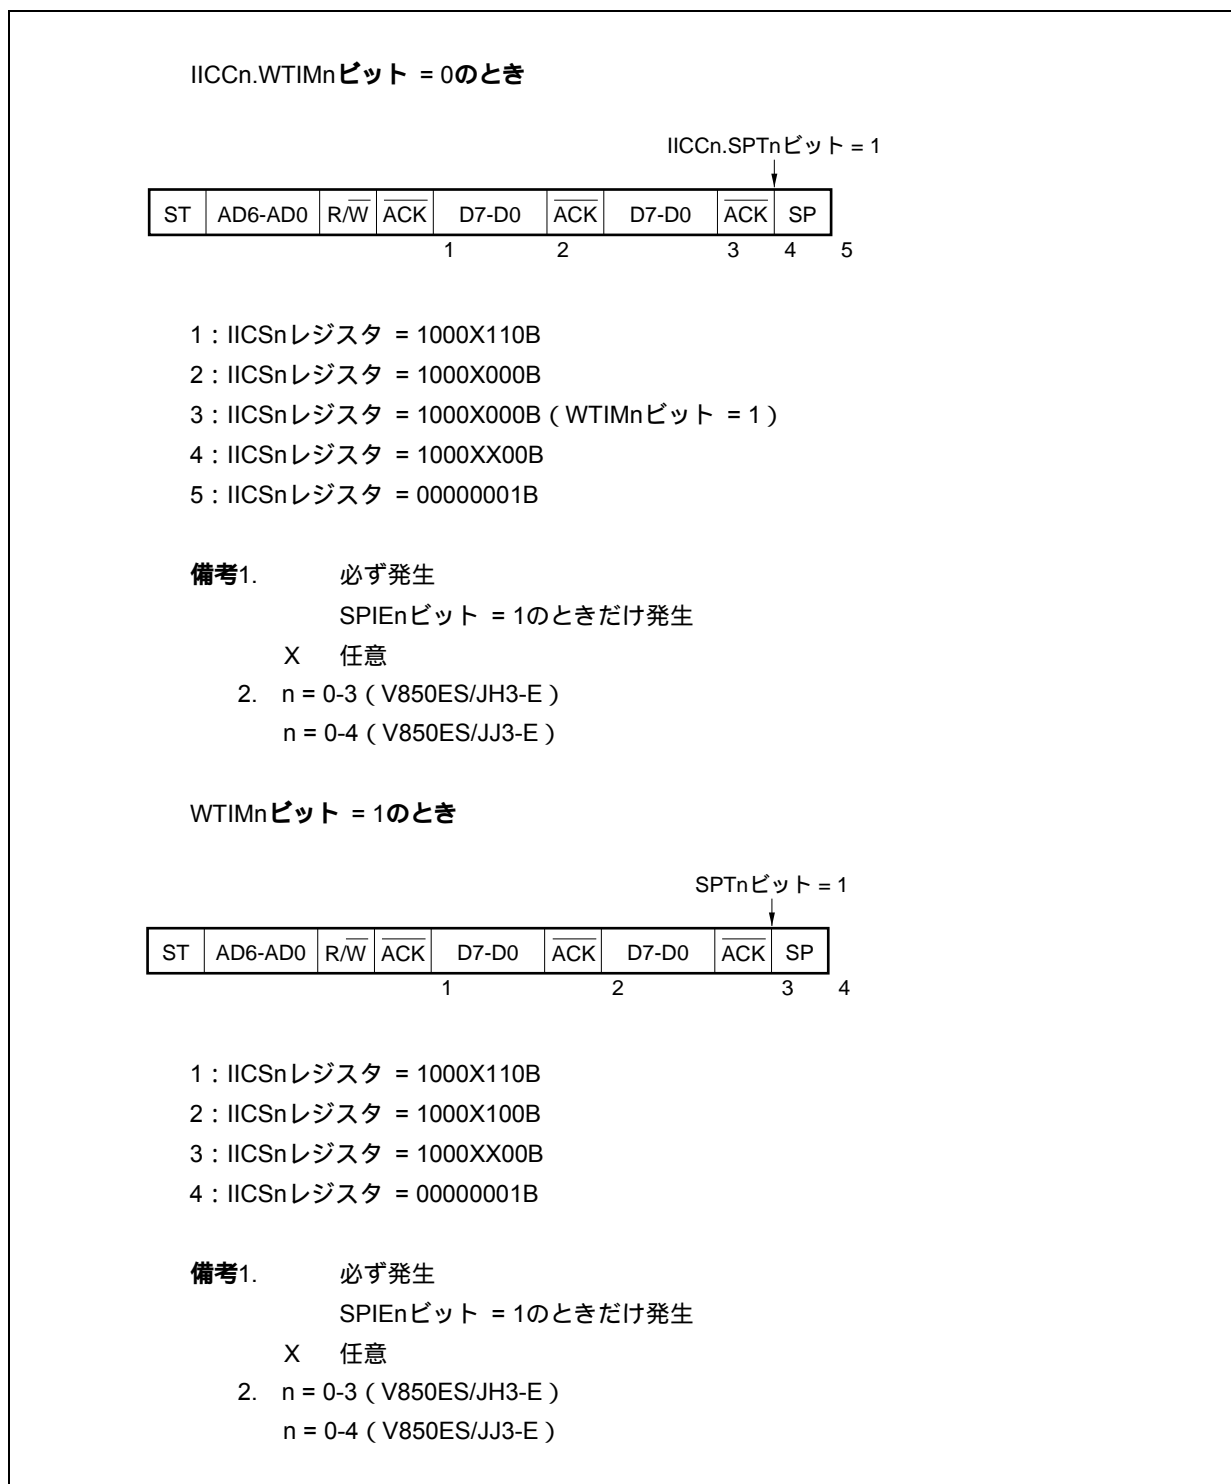 IICCn.WTIMnビット = 0のとき
IICCn.SPTnビット = 1
ST AD6-AD0 R/W ACK D7-D0 ACK D7-D0 ACK SP
1 2 3 4 5
1：IICSnレジスタ = 1000X110B
2：IICSnレジスタ = 1000X000B
3：IICSnレジスタ = 1000X000B（WTIMnビット = 1）
4：IICSnレジスタ = 1000XX00B
5：IICSnレジスタ = 00000001B
備考1. 必ず発生
SPIEnビット = 1のときだけ発生
X 任意
2. n = 0-3（V850ES/JH3-E）
n = 0-4（V850ES/JJ3-E）
WTIMnビット = 1のとき
SPTnビット = 1
ST AD6-AD0 R/W ACK D7-D0 ACK D7-D0 ACK SP
1 2 3 4
1：IICSnレジスタ = 1000X110B
2：IICSnレジスタ = 1000X100B
3：IICSnレジスタ = 1000XX00B
4：IICSnレジスタ = 00000001B
備考1. 必ず発生
SPIEnビット = 1のときだけ発生
X 任意
2. n = 0-3（V850ES/JH3-E）
n = 0-4（V850ES/JJ3-E）